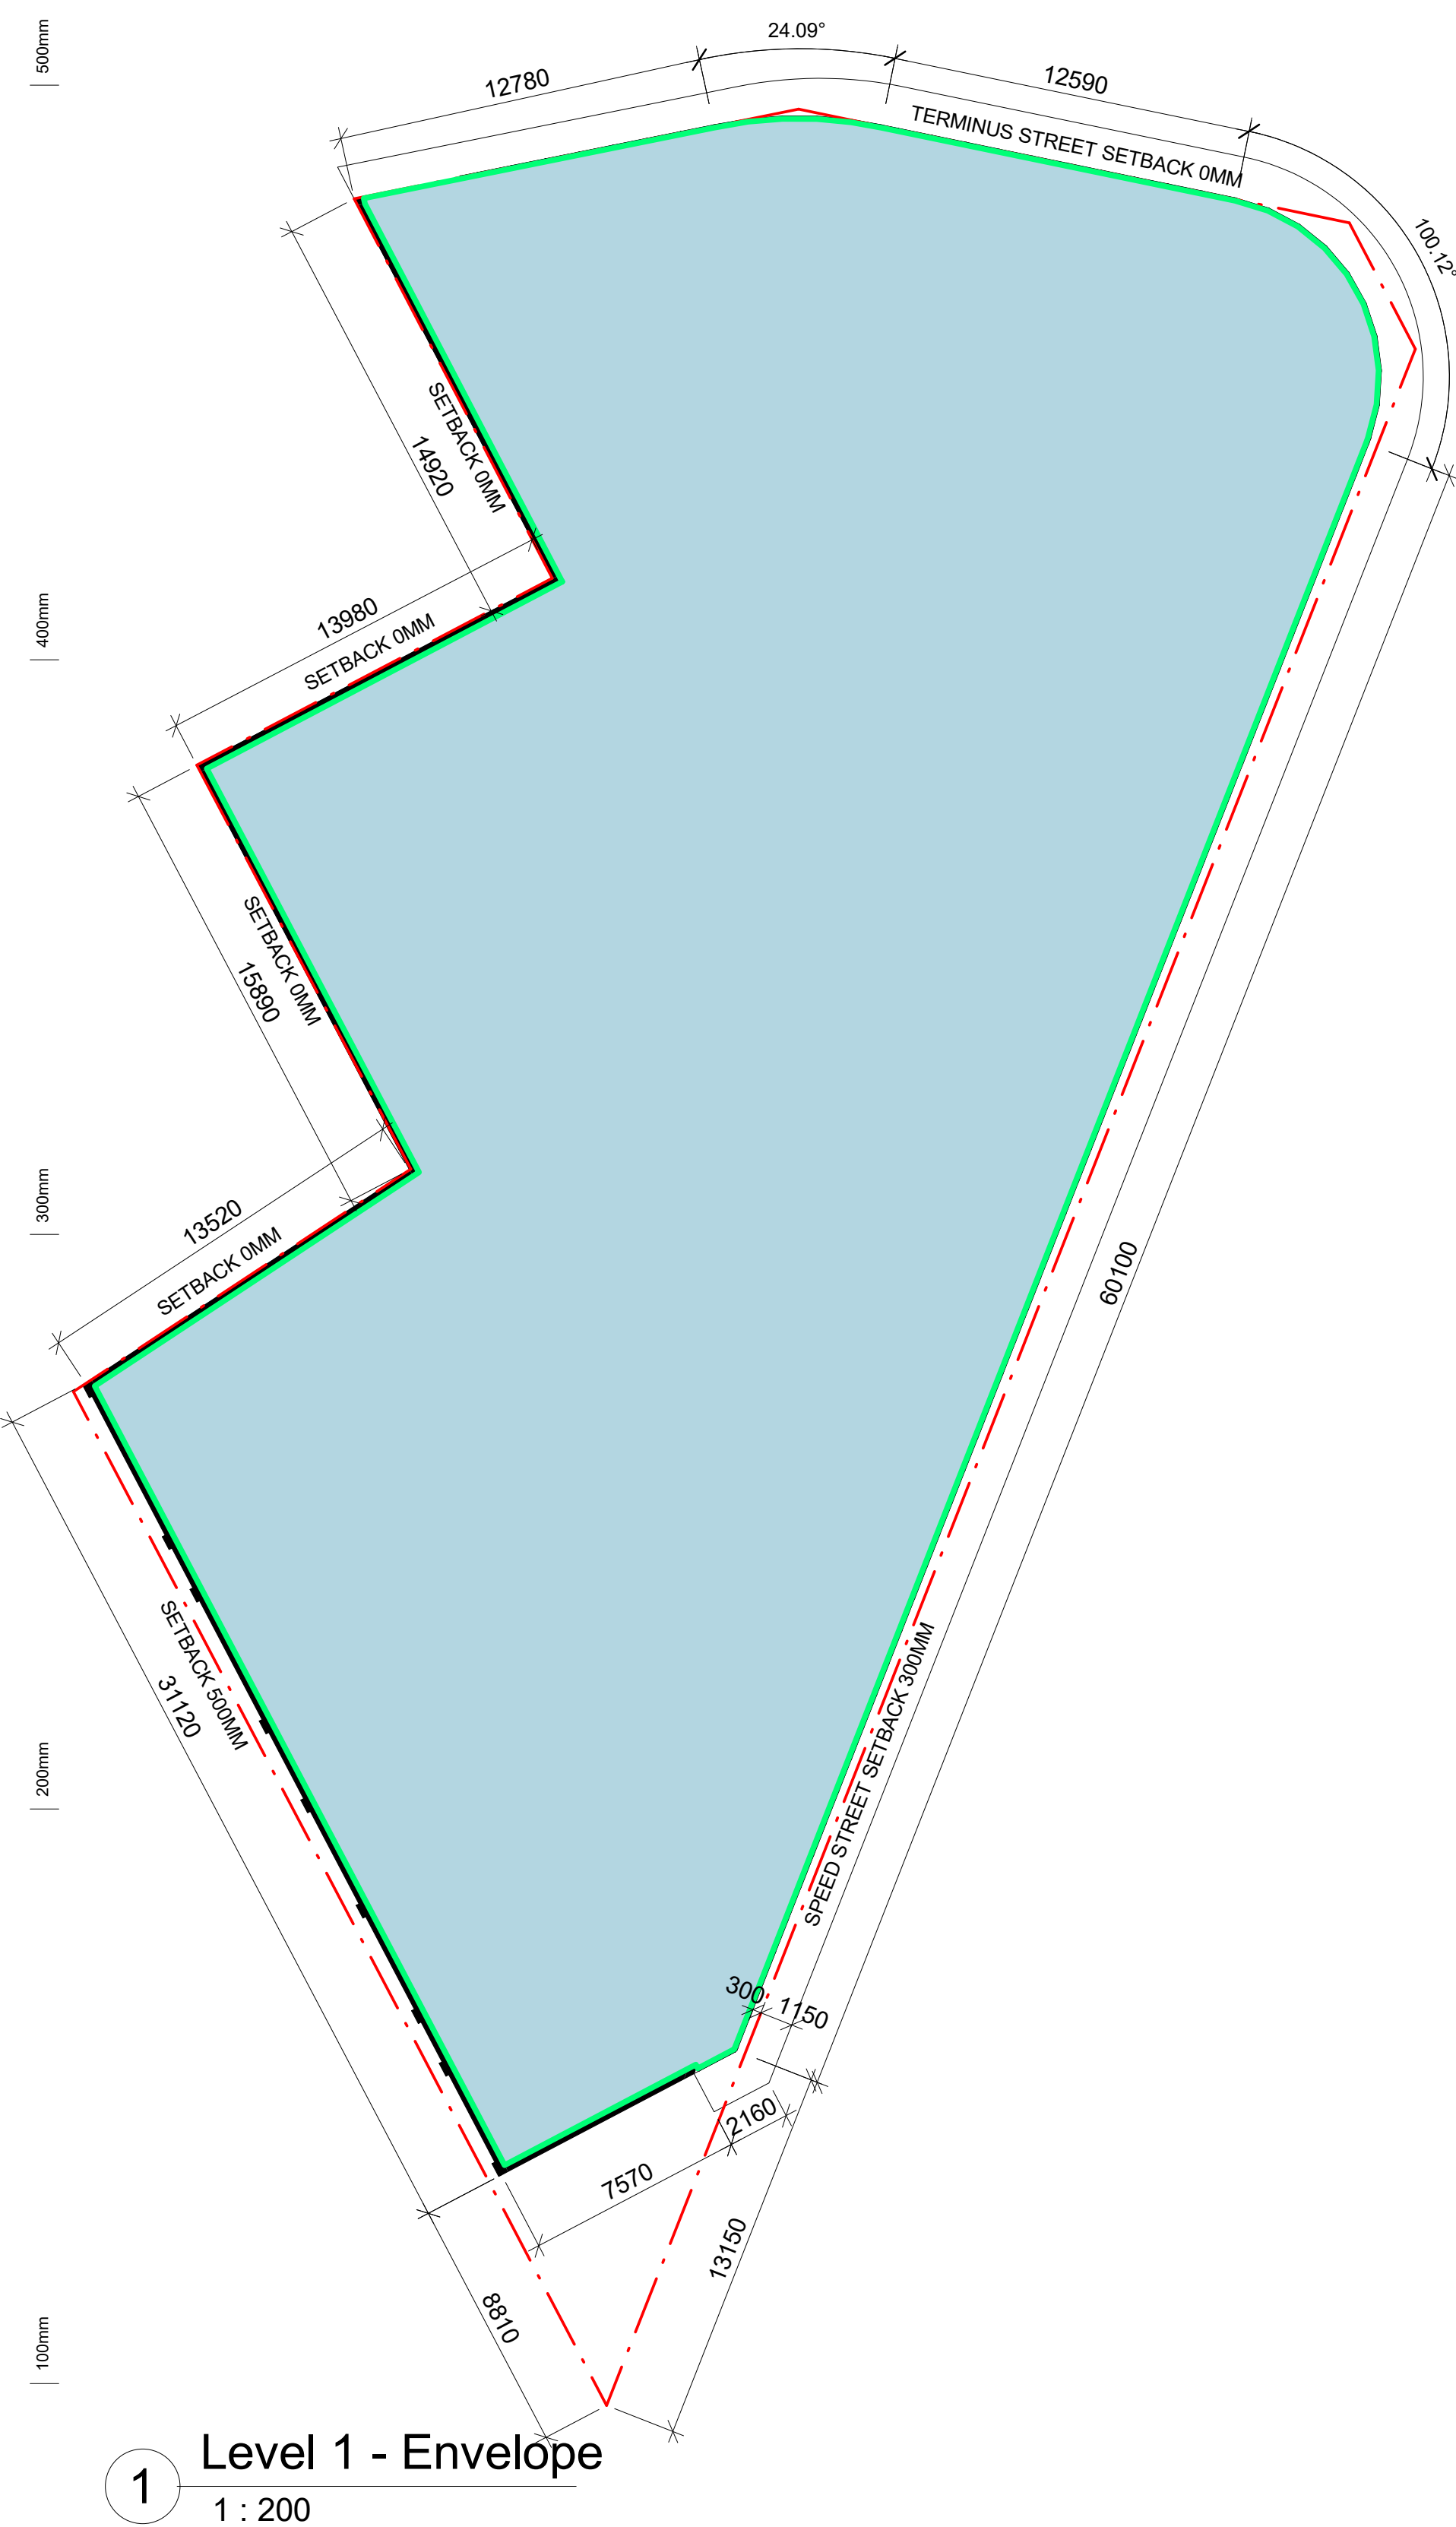 500mm
24.09°
12780
12590
TERMINUS STREET SETBACK 0MM
100.12°
SETBACK 0MM
14920
400mm
13980
SETBACK 0MM
SETBACK 0MM
15890
300mm
13520
SETBACK 0MM
60100
SETBACK 500MM
31120
SPEED STREET SETBACK 300MM
200mm
300
1150
2160
7570
13150
8810
100mm
1
Level 1 - Envelope
1 : 200